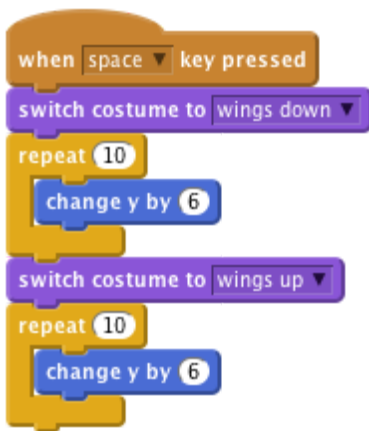 when space key pressed
switch costume to wings down
repeat 10
change y by 6
switch costume to wings up
repeat 10
change y by 6